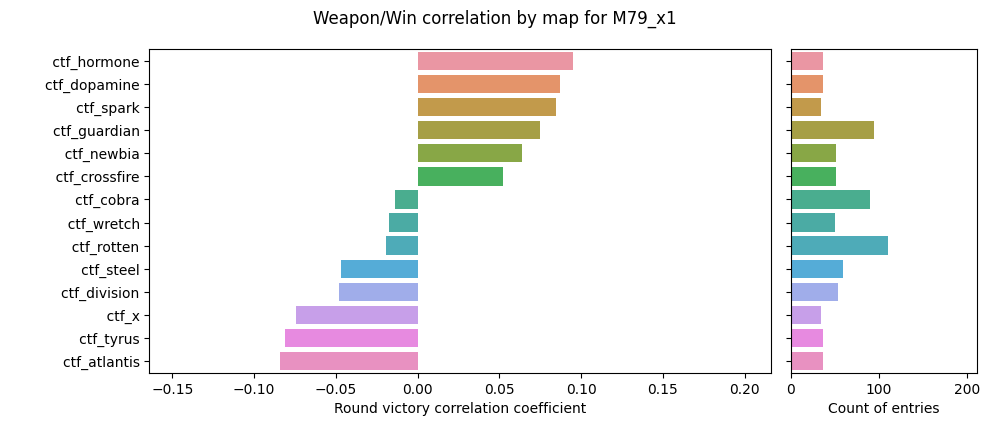 Weapon/Win correlation by map for M79_x1
ctf_hormone
ctf_dopamine
ctf_spark
ctf_guardian
ctf_newbia
ctf_crossfire
ctf_cobra
ctf_wretch
ctf_rotten
ctf_steel
ctf_division
ctf_x
ctf_tyrus
ctf_atlantis
−0.15 −0.10 −0.05 0.00 0.05 0.10 0.15 0.20
Round victory correlation coefficient
0 100 200
Count of entries